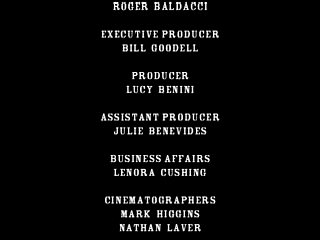 ROGER BALDACCI
EXECUTIVE PRODUCER
BILL GOODELL
PRODUCER
LUCY BENINI
ASSISTANT PRODUCER
JULIE BENEVIDES
BUSINESS AFFAIRS
LENORA CUSHING
CINEMATOGRAPHERS
MARK HIGGINS
NATHAN LAVER